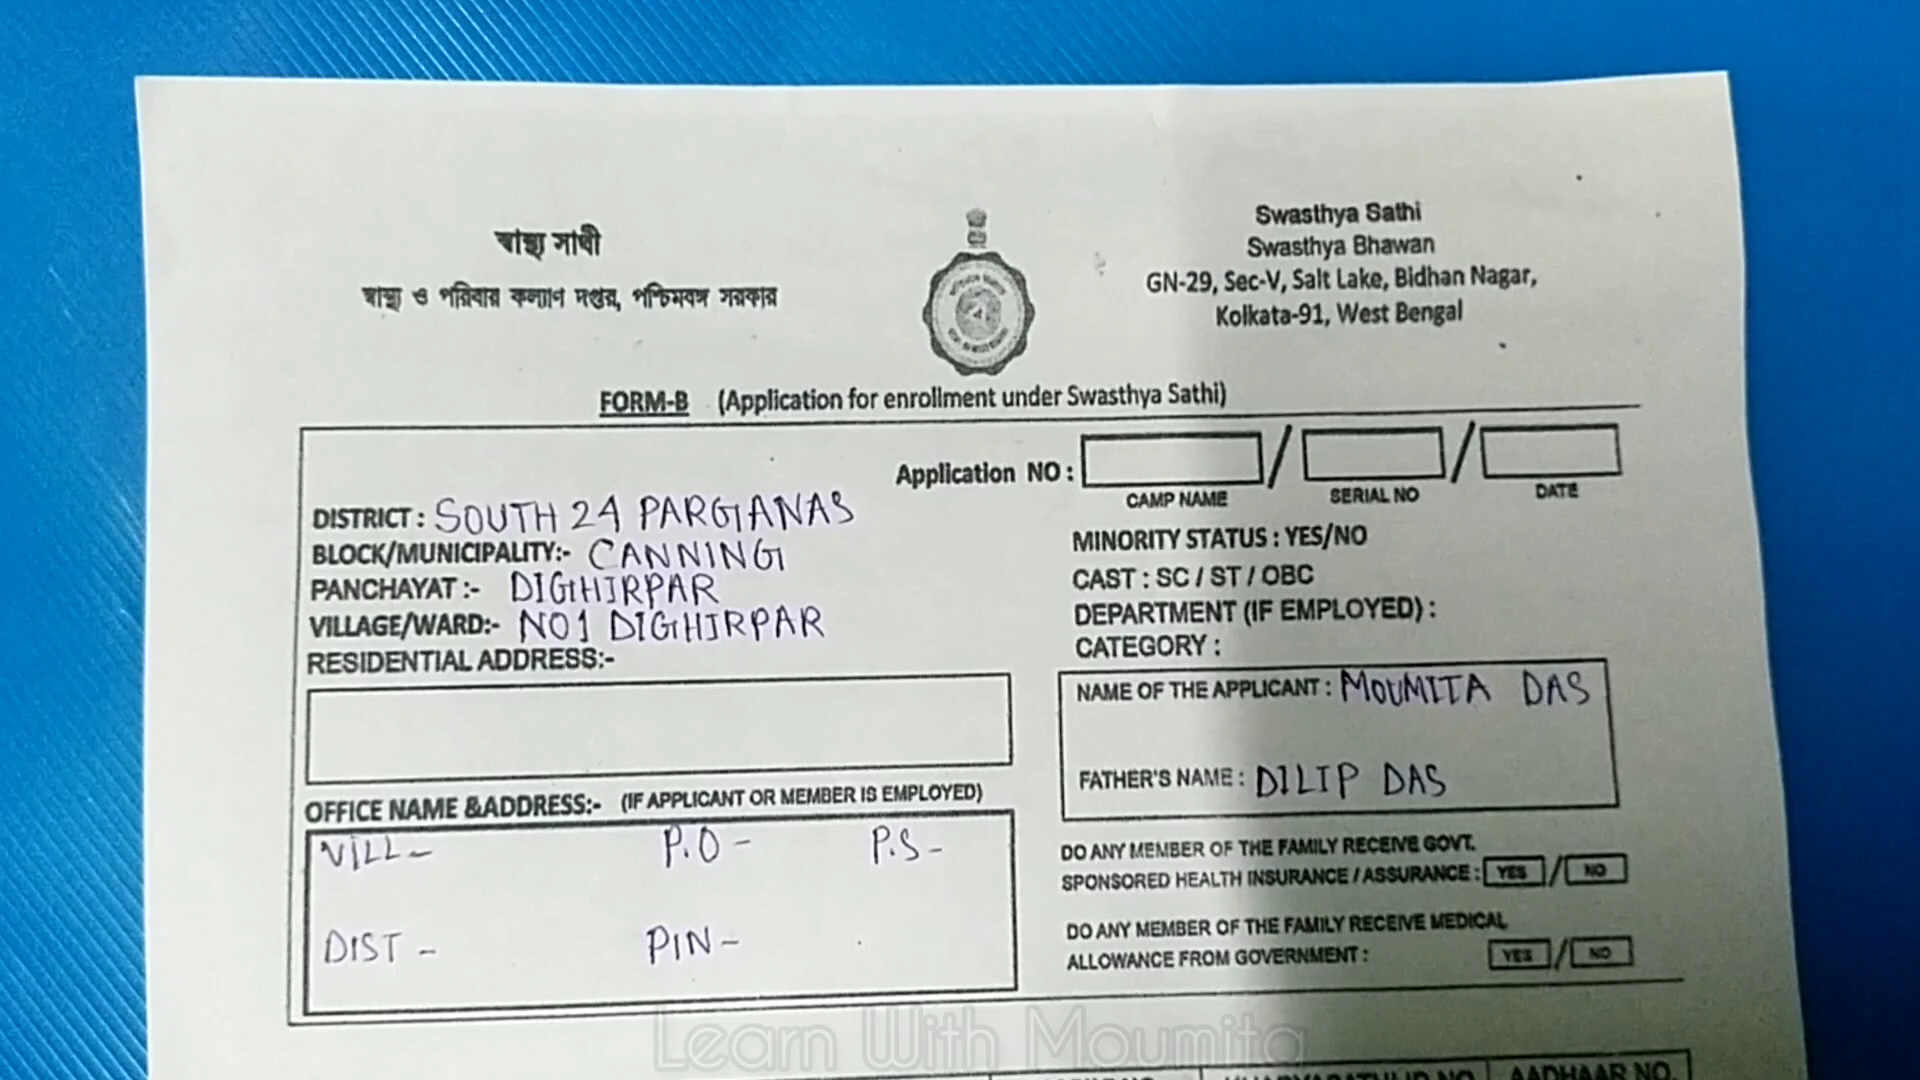 স্বাস্থ্য সাথী
স্বাস্থ্য ও পরিবার কল্যাণ দপ্তর, পশ্চিমবঙ্গ সরকার
Swasthya Sathi
Swasthya Bhawan
GN-29, Sec-V, Salt Lake, Bidhan Nagar,
Kolkata-91, West Bengal
FORM-B (Application for enrollment under Swasthya Sathi)
Application NO : / /
CAMP NAME SERIAL NO DATE
DISTRICT : SOUTH 24 PARGANAS
BLOCK/MUNICIPALITY:- CANNING
PANCHAYAT :- DIGHIRPAR
VILLAGE/WARD:- NO1 DIGHIRPAR
RESIDENTIAL ADDRESS:-
OFFICE NAME &ADDRESS:- (IF APPLICANT OR MEMBER IS EMPLOYED)
VILL- P.O- P.S-
DIST- PIN-
MINORITY STATUS : YES/NO
CAST : SC / ST / OBC
DEPARTMENT (IF EMPLOYED) :
CATEGORY :
NAME OF THE APPLICANT : MOUMITA DAS
FATHER'S NAME : DILIP DAS
DO ANY MEMBER OF THE FAMILY RECEIVE GOVT.
SPONSORED HEALTH INSURANCE / ASSURANCE : YES / NO
DO ANY MEMBER OF THE FAMILY RECEIVE MEDICAL
ALLOWANCE FROM GOVERNMENT : YES / NO
Learn With Moumita
AADHAAR NO.